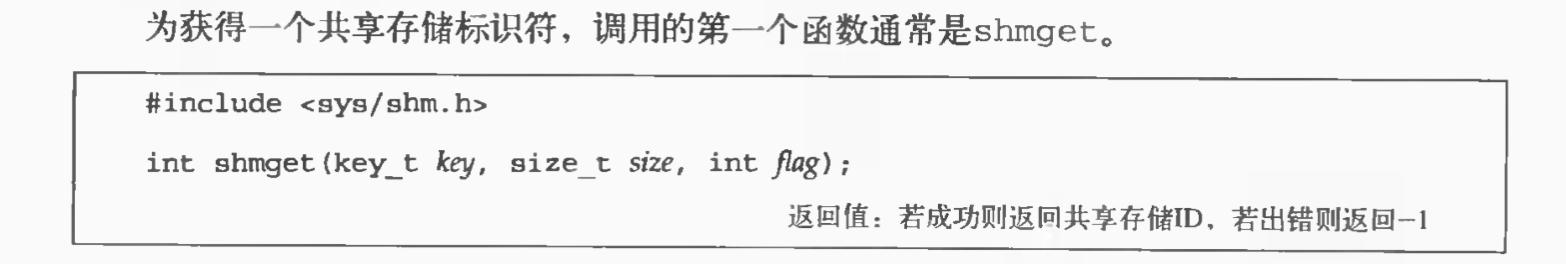 为获得一个共享存储标识符，调用的第一个函数通常是shmget。
#include <sys/shm.h>
int shmget(key_t key, size_t size, int flag);
返回值：若成功则返回共享存储ID，若出错则返回-1